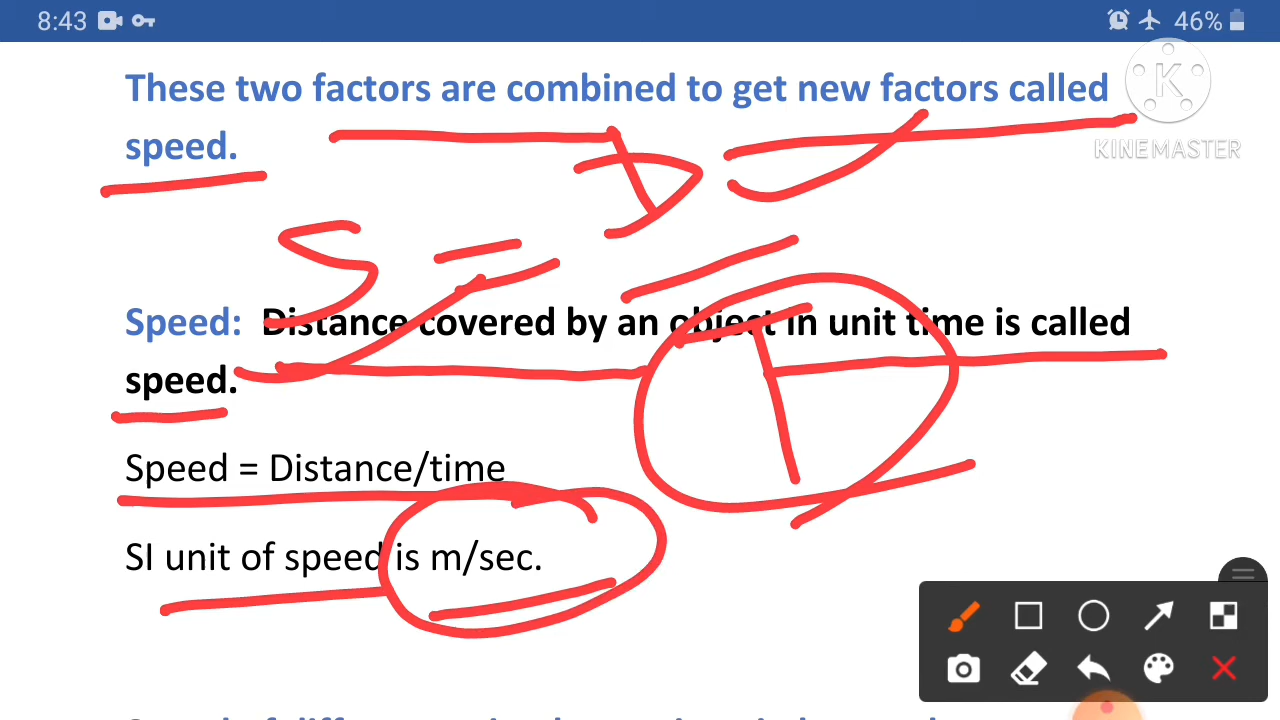 8:43 46%
These two factors are combined to get new factors called
speed.
K
KINEMASTER
D
S =
T
Speed: Distance covered by an object in unit time is called
speed.
Speed = Distance/time
SI unit of speed is m/sec.